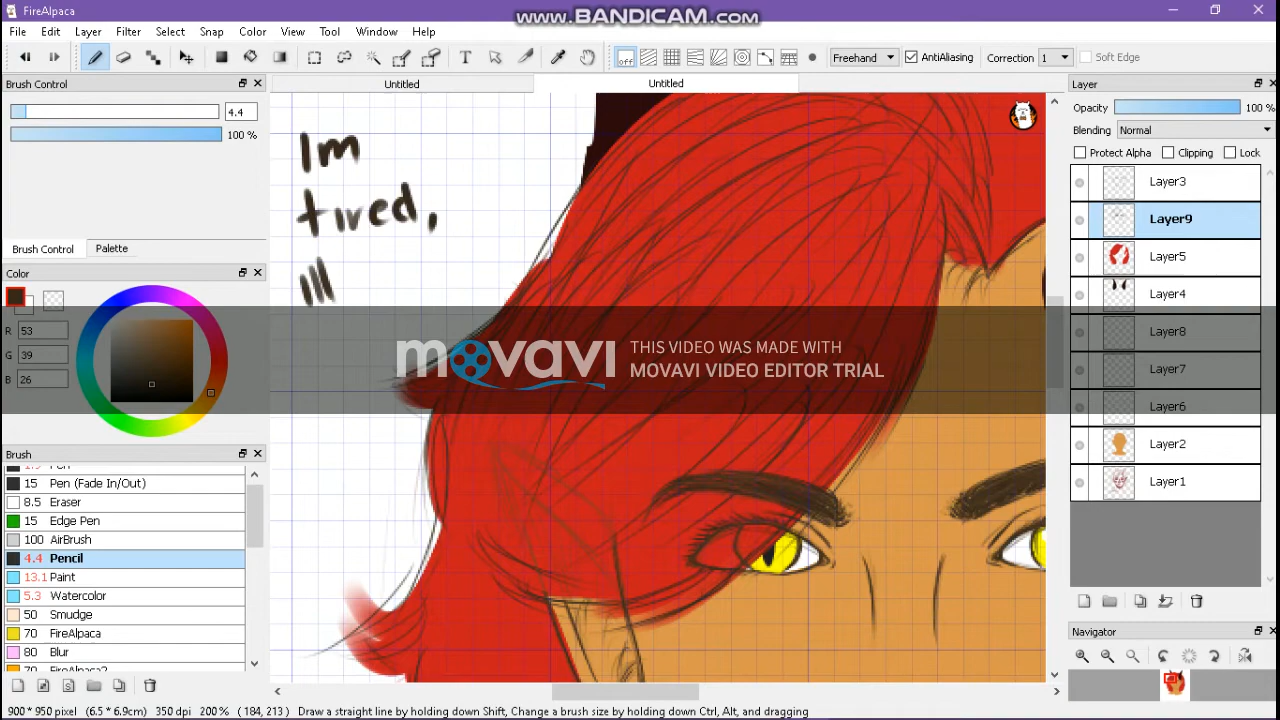 FireAlpaca
www.BANDICAM.com
File Edit Layer Filter Select Snap Color View Tool Window Help
off Freehand AntiAliasing Correction 1 Soft Edge
Brush Control
4.4
100 %
Brush Control Palette
Color
R 53
G 39
B 26
Brush
Pen
15 Pen (Fade In/Out)
8.5 Eraser
15 Edge Pen
100 AirBrush
4.4 Pencil
13.1 Paint
5.3 Watercolor
50 Smudge
70 FireAlpaca
80 Blur
70 FireAlpaca2
Untitled Untitled
Im
tired,
Ill
movavi
THIS VIDEO WAS MADE WITH
MOVAVI VIDEO EDITOR TRIAL
Layer
Opacity 100 %
Blending Normal
Protect Alpha Clipping Lock
Layer3
Layer9
Layer5
Layer4
Layer8
Layer7
Layer6
Layer2
Layer1
Navigator
900 * 950 pixel (6.5 * 6.9cm) 350 dpi 200 % ( 184, 213 ) Draw a straight line by holding down Shift, Change a brush size by holding down Ctrl, Alt, and dragging